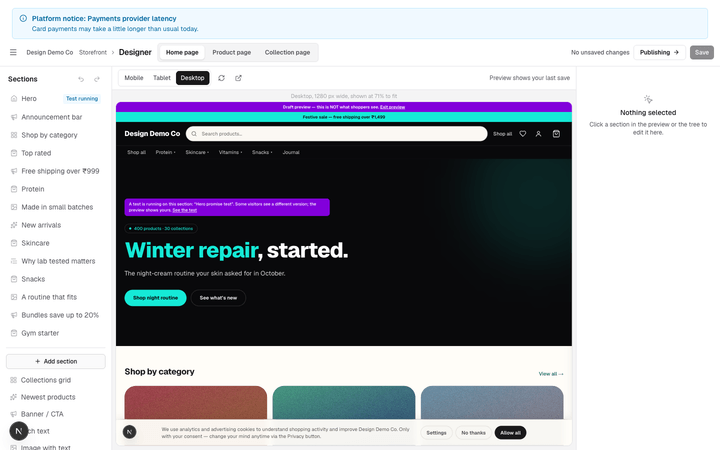 Platform notice: Payments provider latency
Card payments may take a little longer than usual today.
Design Demo Co
Storefront
Designer
Home page
Product page
Collection page
No unsaved changes
Publishing
Save
Sections
Mobile
Tablet
Desktop
Preview shows your last save
Hero
Test running
Announcement bar
Shop by category
Top rated
Free shipping over ₹999
Protein
Made in small batches
New arrivals
Skincare
Why lab tested matters
Snacks
A routine that fits
Bundles save up to 20%
Gym starter
Add section
Collections grid
Newest products
Banner / CTA
ch text
Image with text
Desktop, 1280 px wide, shown at 71% to fit
Draft preview — this is NOT what shoppers see. Exit preview
Festive sale — free shipping over ₹1,499
Design Demo Co
Search products…
Shop all
Shop all
Protein
Skincare
Vitamins
Snacks
Journal
A test is running on this section: "Hero promise test". Some visitors see a different version; the
preview shows yours. See the test
400 products · 30 collections
Winter repair, started.
The night-cream routine your skin asked for in October.
Shop night routine
See what's new
Shop by category
View all →
We use analytics and advertising cookies to understand shopping activity and improve Design Demo Co. Only
with your consent — change your mind anytime via the Privacy button.
Settings
No thanks
Allow all
Nothing selected
Click a section in the preview or the tree to
edit it here.
N
N